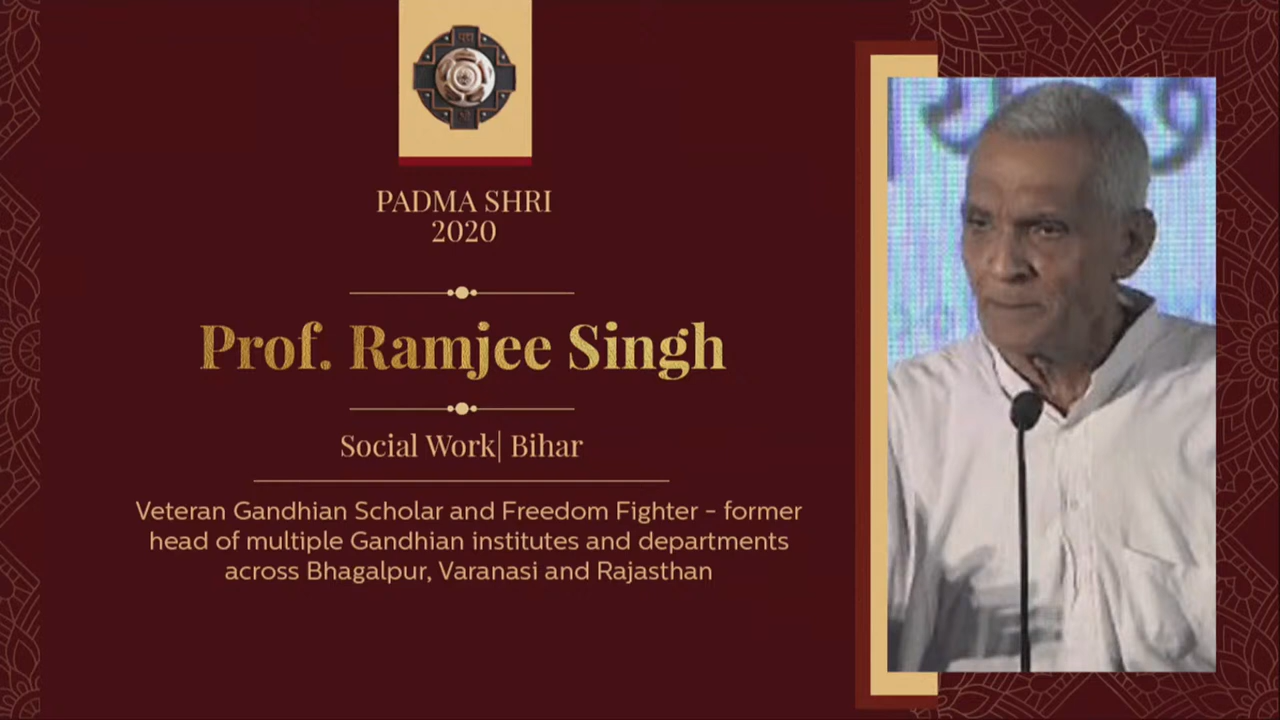 PADMA SHRI
2020
Prof. Ramjee Singh
Social Work| Bihar
Veteran Gandhian Scholar and Freedom Fighter – former
head of multiple Gandhian institutes and departments
across Bhagalpur, Varanasi and Rajasthan